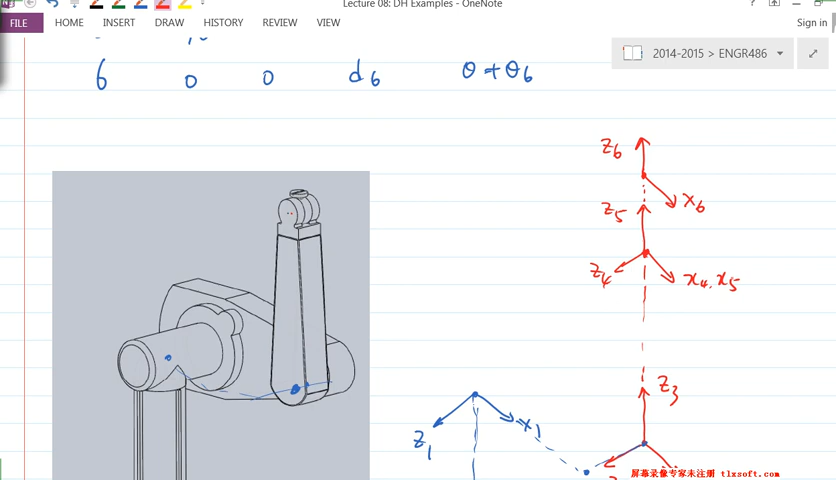 Lecture 08: DH Examples - OneNote
FILE HOME INSERT DRAW HISTORY REVIEW VIEW Sign in
2014-2015 > ENGR486
6 0 0 d6 θ+θ6
z6
x6
z5
z4
x4, x5
z3
x1
z1
屏幕录像专家未注册 tlxsoft.com